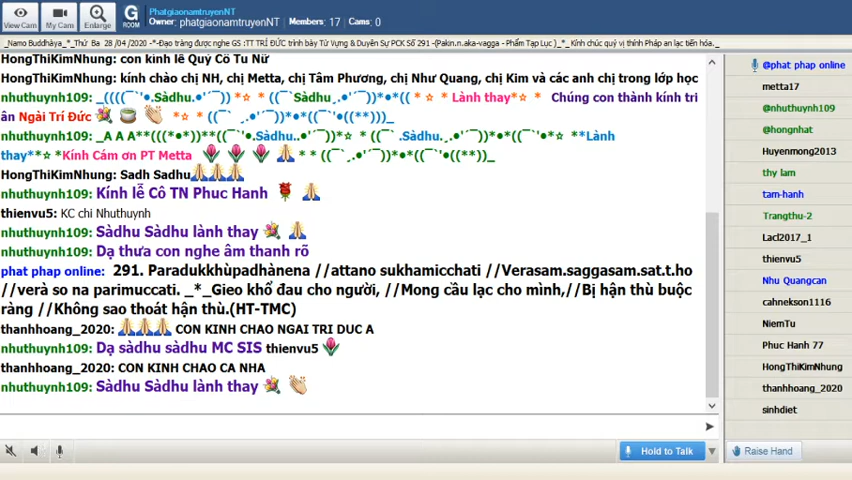 View Cam
My Cam
Enlarge
G
ROOM
PhatgiaonamtruyenNT
Owner: phatgiaonamtruyenNT Members: 17 Cams: 0
_Namo Buddhàya_*_Thứ Ba 28 /04 /2020 -*-Đạo tràng được nghe GS :TT TRÍ ĐỨC trình bày Từ Vựng & Duyên Sự PCK Số 291 -(Pakin.n.aka-vagga - Phẩm Tạp Lục )_*_ Kính chúc quý vị thính Pháp an lạc tiến hóa._
HongThiKimNhung: con kinh lễ Quý Cô Tu Nữ
HongThiKimNhung: kính chào chị NH, chị Metta, chị Tâm Phương, chị Như Quang, chị Kim và các anh chị trong lớp học
nhuthuynh109: _((((¯`'•.Sàdhu.•'´¯)) *☆ * ((¯`Sàdhu´¯))*•*(( * ☆ * Lành thay* ☆ * Chúng con thành kính tri
ân Ngài Trí Đức *☆ * ((¯`´¯))*•*((¯`((**)))_
nhuthuynh109: _A A A**(((*•*))**((¯`'•.Sàdhu..•'´¯))*☆ * ((¯`.Sàdhu.´¯))*•*((¯`'•*☆ **Lành
thay**☆ *Kính Cám ơn PT Metta * * ((¯`´¯))*•*((¯`((**))_
HongThiKimNhung: Sadh Sadhu
nhuthuynh109: Kính lễ Cô TN Phuc Hanh
thienvu5: KC chi Nhuthuynh
nhuthuynh109: Sàdhu Sàdhu lành thay
nhuthuynh109: Dạ thưa con nghe âm thanh rõ
phat phap online: 291. Paradukkhùpadhànena //attano sukhamicchati //Verasam.saggasam.sat.t.ho
//verà so na parimuccati. _*_Gieo khổ đau cho người, //Mong cầu lạc cho mình,//Bị hận thù buộc
ràng //Không sao thoát hận thù.(HT-TMC)
thanhhoang_2020: CON KINH CHAO NGAI TRI DUC A
nhuthuynh109: Dạ sàdhu sàdhu MC SIS thienvu5
thanhhoang_2020: CON KINH CHAO CA NHA
nhuthuynh109: Sàdhu Sàdhu lành thay
@phat phap online
metta17
@nhuthuynh109
@hongnhat
Huyenmong2013
thy lam
tam-hanh
Trangthu-2
Lacl2017_1
thienvu5
Nhu Quangcan
cahnekson1116
NiemTu
Phuc Hanh 77
HongThiKimNhung
thanhhoang_2020
sinhdiet
Hold to Talk
Raise Hand